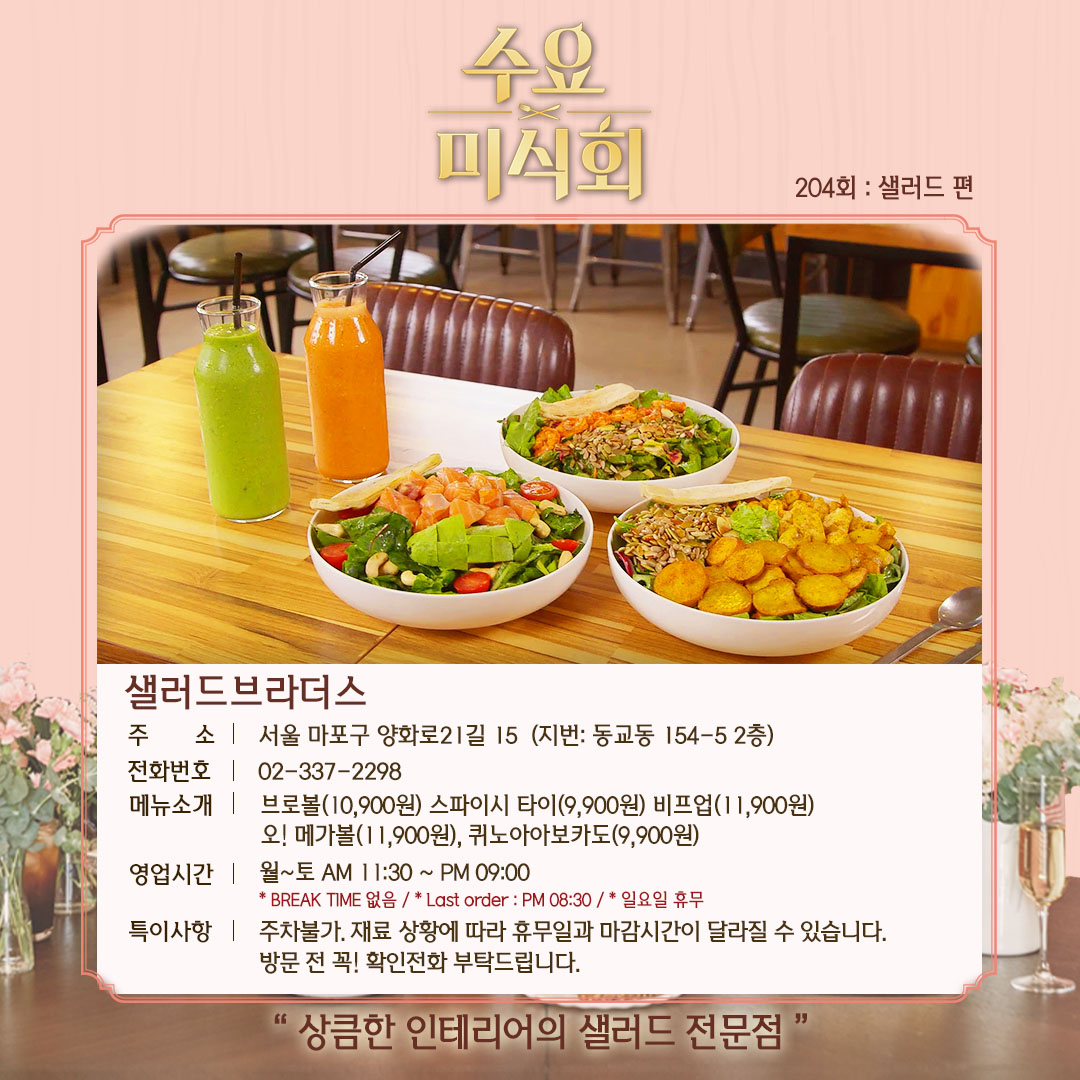 수요
미식회
204회 : 샐러드 편
샐러드브라더스
주 소 | 서울 마포구 양화로21길 15 (지번: 동교동 154-5 2층)
전화번호 | 02-337-2298
메뉴소개 | 브로볼(10,900원) 스파이시 타이(9,900원) 비프업(11,900원)
오! 메가볼(11,900원), 퀴노아아보카도(9,900원)
영업시간 | 월~토 AM 11:30 ~ PM 09:00
* BREAK TIME 없음 / * Last order : PM 08:30 / * 일요일 휴무
특이사항 | 주차불가. 재료 상황에 따라 휴무일과 마감시간이 달라질 수 있습니다.
방문 전 꼭! 확인전화 부탁드립니다.
“ 상큼한 인테리어의 샐러드 전문점 ”